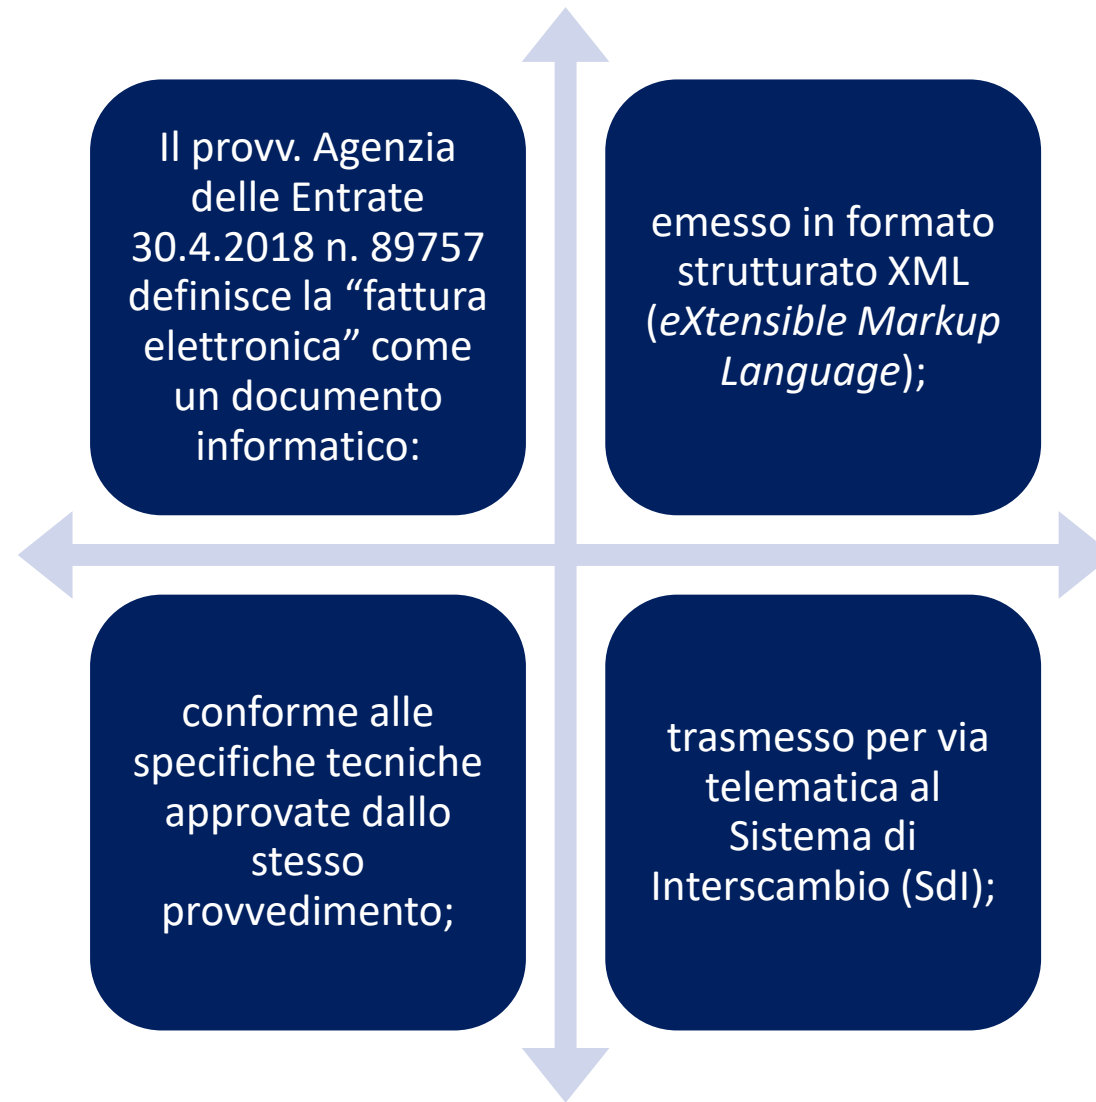 Il provv. Agenzia
delle Entrate
30.4.2018 n. 89757
definisce la “fattura
elettronica” come
un documento
informatico:
emesso in formato
strutturato XML
(eXtensible Markup
Language);
conforme alle
specifiche tecniche
approvate dallo
stesso
provvedimento;
trasmesso per via
telematica al
Sistema di
Interscambio (SdI);